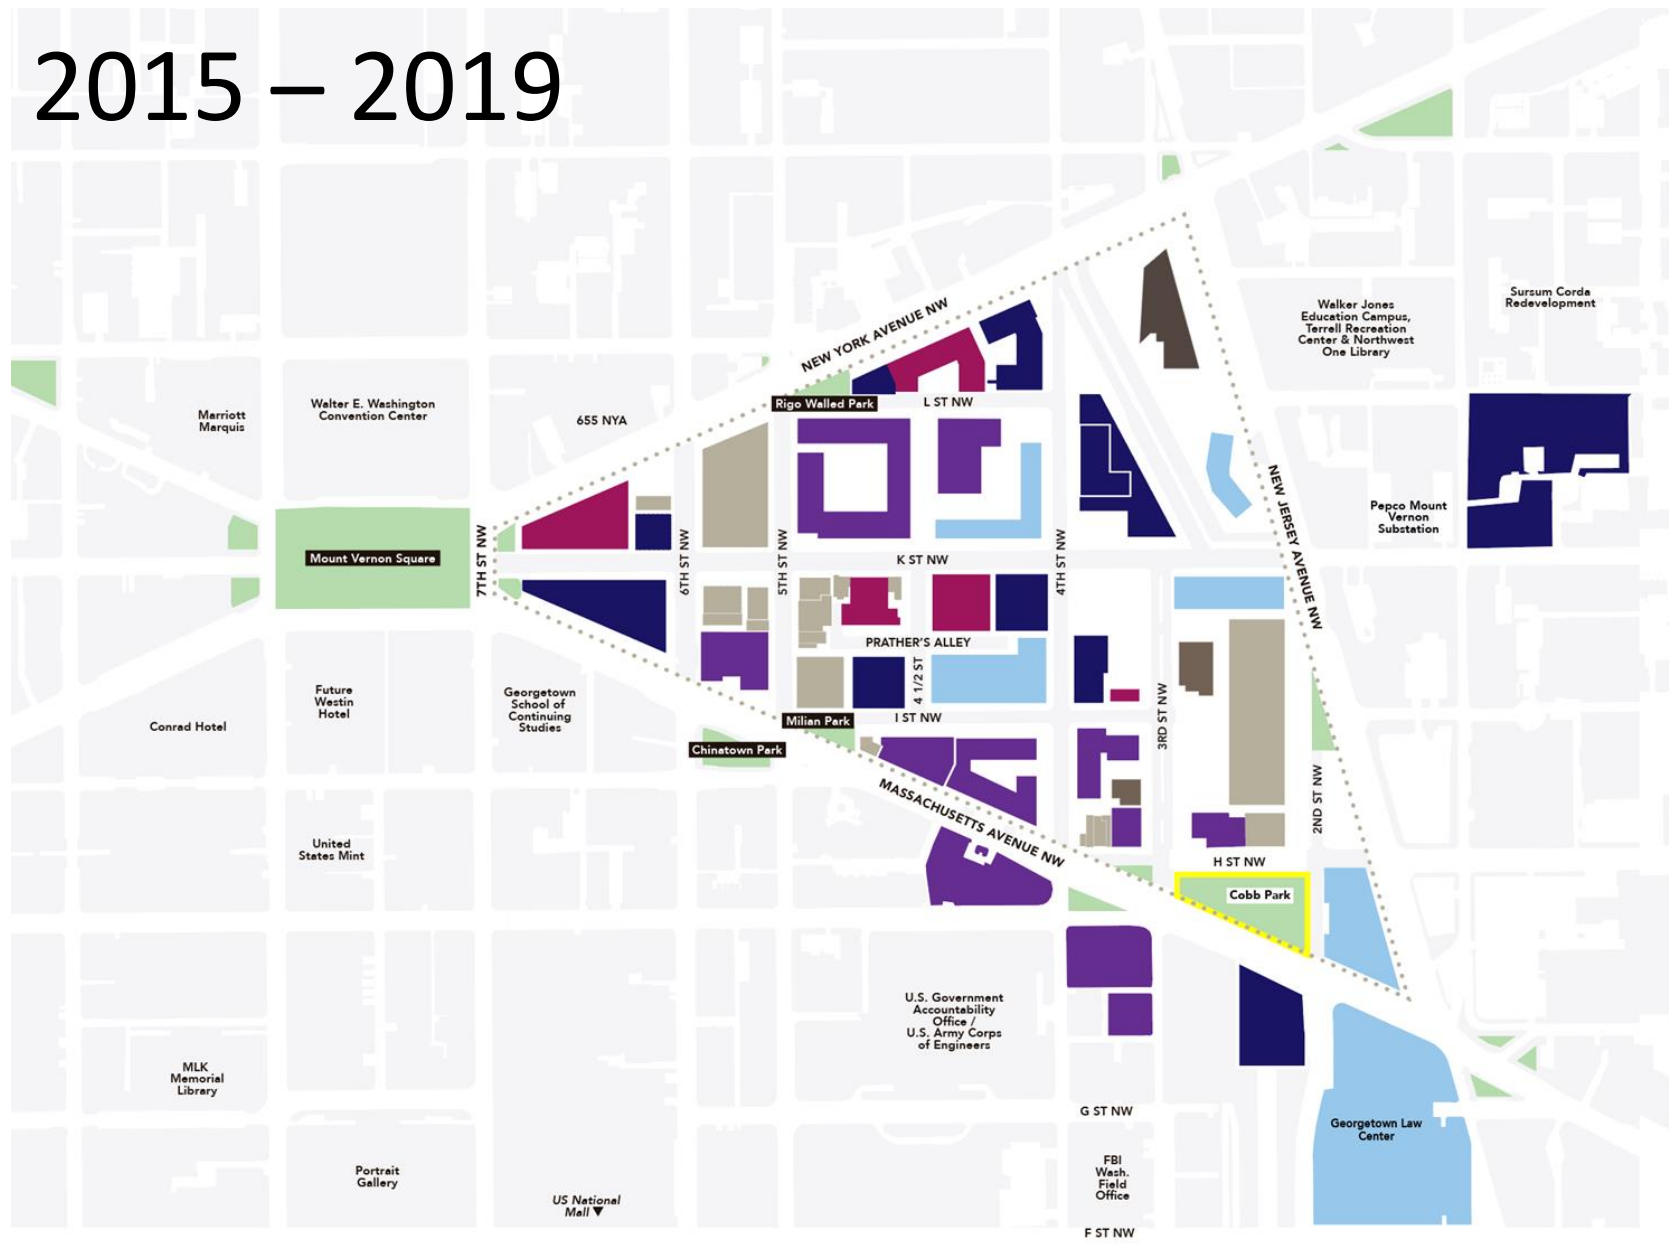 2015 – 2019
NEW YORK AVENUE NW
Walker Jones
Education Campus,
Terrell Recreation
Center & Northwest
One Library
Sursum Corda
Redevelopment
Marriott
Marquis
Walter E. Washington
Convention Center
655 NYA
Rigo Walled Park
L ST NW
Pepco Mount
Vernon
Substation
NEW JERSEY AVENUE NW
Mount Vernon Square
7TH ST NW
6TH ST NW
5TH ST NW
K ST NW
4TH ST NW
PRATHER'S ALLEY
4 1/2 ST
I ST NW
3RD ST NW
2ND ST NW
Conrad Hotel
Future
Westin
Hotel
Georgetown
School of
Continuing
Studies
Milian Park
Chinatown Park
MASSACHUSETTS AVENUE NW
United
States Mint
H ST NW
Cobb Park
U.S. Government
Accountability
Office /
U.S. Army Corps
of Engineers
MLK
Memorial
Library
G ST NW
Georgetown Law
Center
Portrait
Gallery
US National
Mall ▼
FBI
Wash.
Field
Office
F ST NW